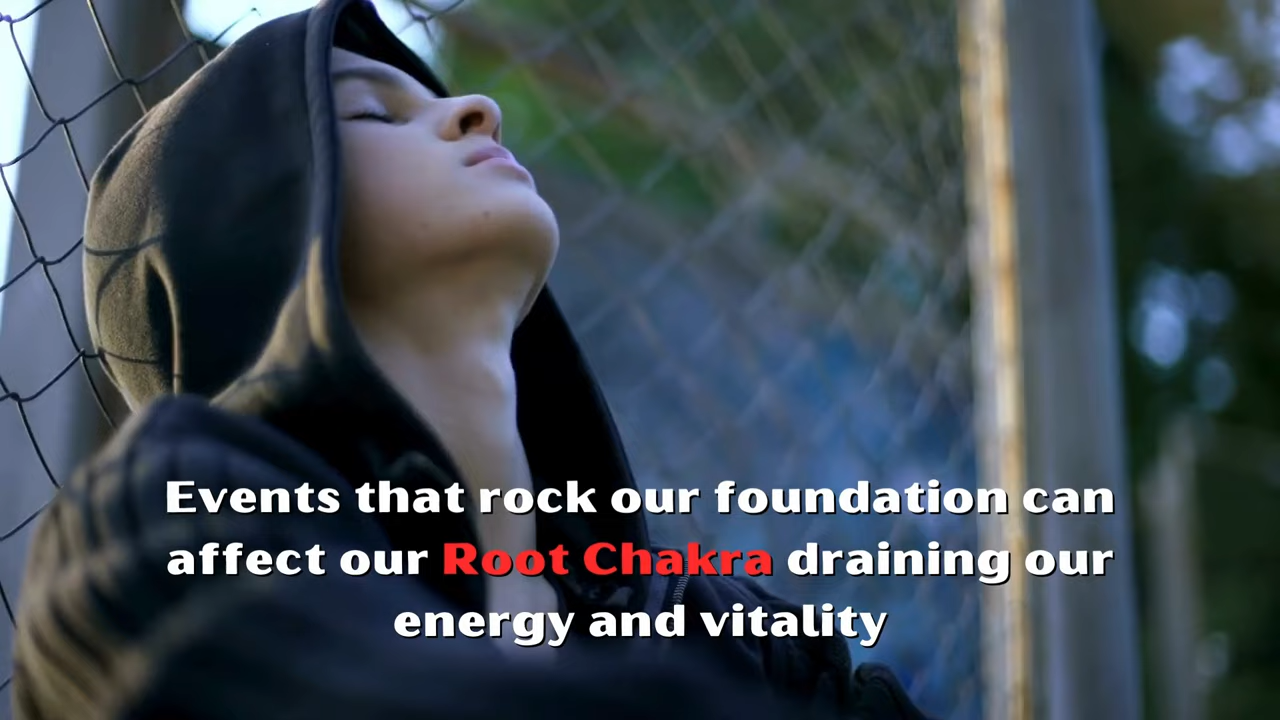 Events that rock our foundation can
affect our Root Chakra draining our
energy and vitality